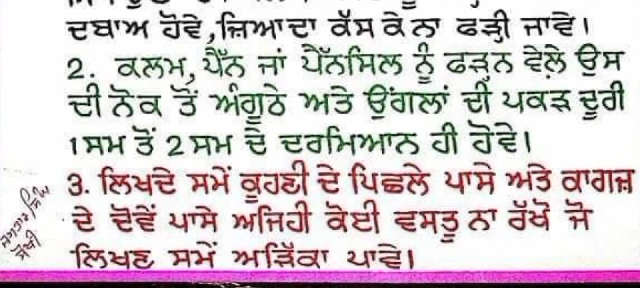 ਦਬਾਅ ਹੋਵੇ,ਜ਼ਿਆਦਾ ਕੱਸ ਕੇ ਨਾ ਫੜੀ ਜਾਵੇ।
2. ਕਲਮ, ਪੈੱਨ ਜਾਂ ਪੈੱਨਸਿਲ ਨੂੰ ਫੜਨ ਵੇਲੇ ਉਸ
ਦੀ ਨੋਕ ਤੋਂ ਅੰਗੂਠੇ ਅਤੇ ਉਂਗਲਾਂ ਦੀ ਪਕੜ ਦੂਰੀ
1 ਸਮ ਤੋਂ 2 ਸਮ ਦੇ ਦਰਮਿਆਨ ਹੀ ਹੋਵੇ।
3. ਲਿਖਦੇ ਸਮੇਂ ਕੂਹਣੀ ਦੇ ਪਿਛਲੇ ਪਾਸੇ ਅਤੇ ਕਾਗਜ਼
ਦੇ ਦੋਵੇਂ ਪਾਸੇ ਅਜਿਹੀ ਕੋਈ ਵਸਤੂ ਨਾ ਰੱਖੋ ਜੋ
ਲਿਖਣ ਸਮੇਂ ਅੜਿੱਕਾ ਪਾਵੇ।